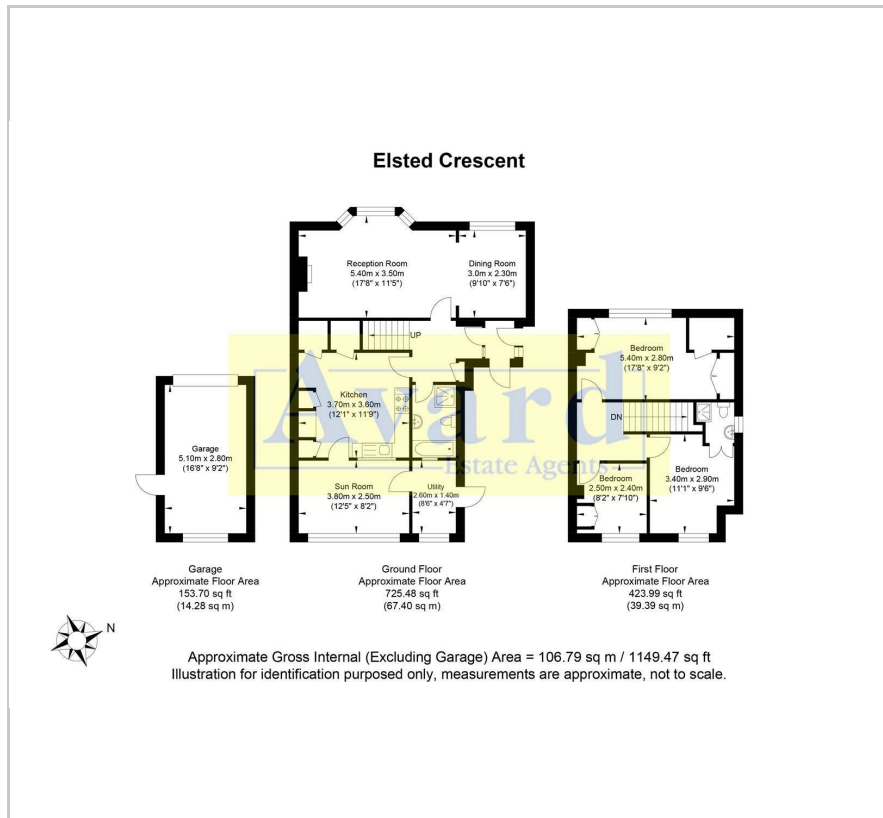 Elsted Crescent
Reception Room
5.40m x 3.50m
(17'8" x 11'5")
Dining Room
3.0m x 2.30m
(9'10" x 7'6")
UP
Kitchen
3.70m x 3.60m
(12'1" x 11'9")
Garage
5.10m x 2.80m
(16'8" x 9'2")
Sun Room
3.80m x 2.50m
(12'5" x 8'2")
Utility
2.60m x 1.40m
(8'6" x 4'7")
Bedroom
5.40m x 2.80m
(17'8" x 9'2")
DN
Bedroom
3.40m x 2.90m
(11'1" x 9'6")
Bedroom
2.50m x 2.40m
(8'2" x 7'10")
Avard
Estate Agents
Garage
Approximate Floor Area
153.70 sq ft
(14.28 sq m)
Ground Floor
Approximate Floor Area
725.48 sq ft
(67.40 sq m)
First Floor
Approximate Floor Area
423.99 sq ft
(39.39 sq m)
N
Approximate Gross Internal (Excluding Garage) Area = 106.79 sq m / 1149.47 sq ft
Illustration for identification purposed only, measurements are approximate, not to scale.